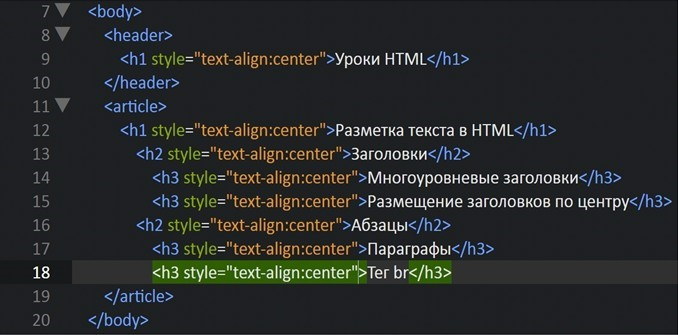 7 <body>
8 <header>
9 <h1 style="text-align:center">Уроки HTML</h1>
10 </header>
11 <article>
12 <h1 style="text-align:center">Разметка текста в HTML</h1>
13 <h2 style="text-align:center">Заголовки</h2>
14 <h3 style="text-align:center">Многоуровневые заголовки</h3>
15 <h3 style="text-align:center">Размещение заголовков по центру</h3>
16 <h2 style="text-align:center">Абзацы</h2>
17 <h3 style="text-align:center">Параграфы</h3>
18 <h3 style="text-align:center">Тег br</h3>
19 </article>
20 </body>